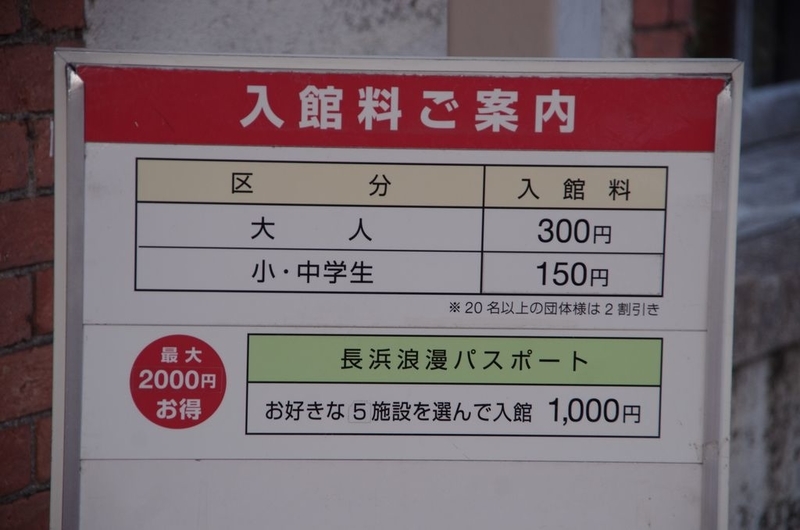 入館料ご案内
区 分 入 館 料
大 人 300円
小・中学生 150円
※20名以上の団体様は2割引き
最大
2000円
お得
長浜浪漫パスポート
お好きな5施設を選んで入館 1,000円